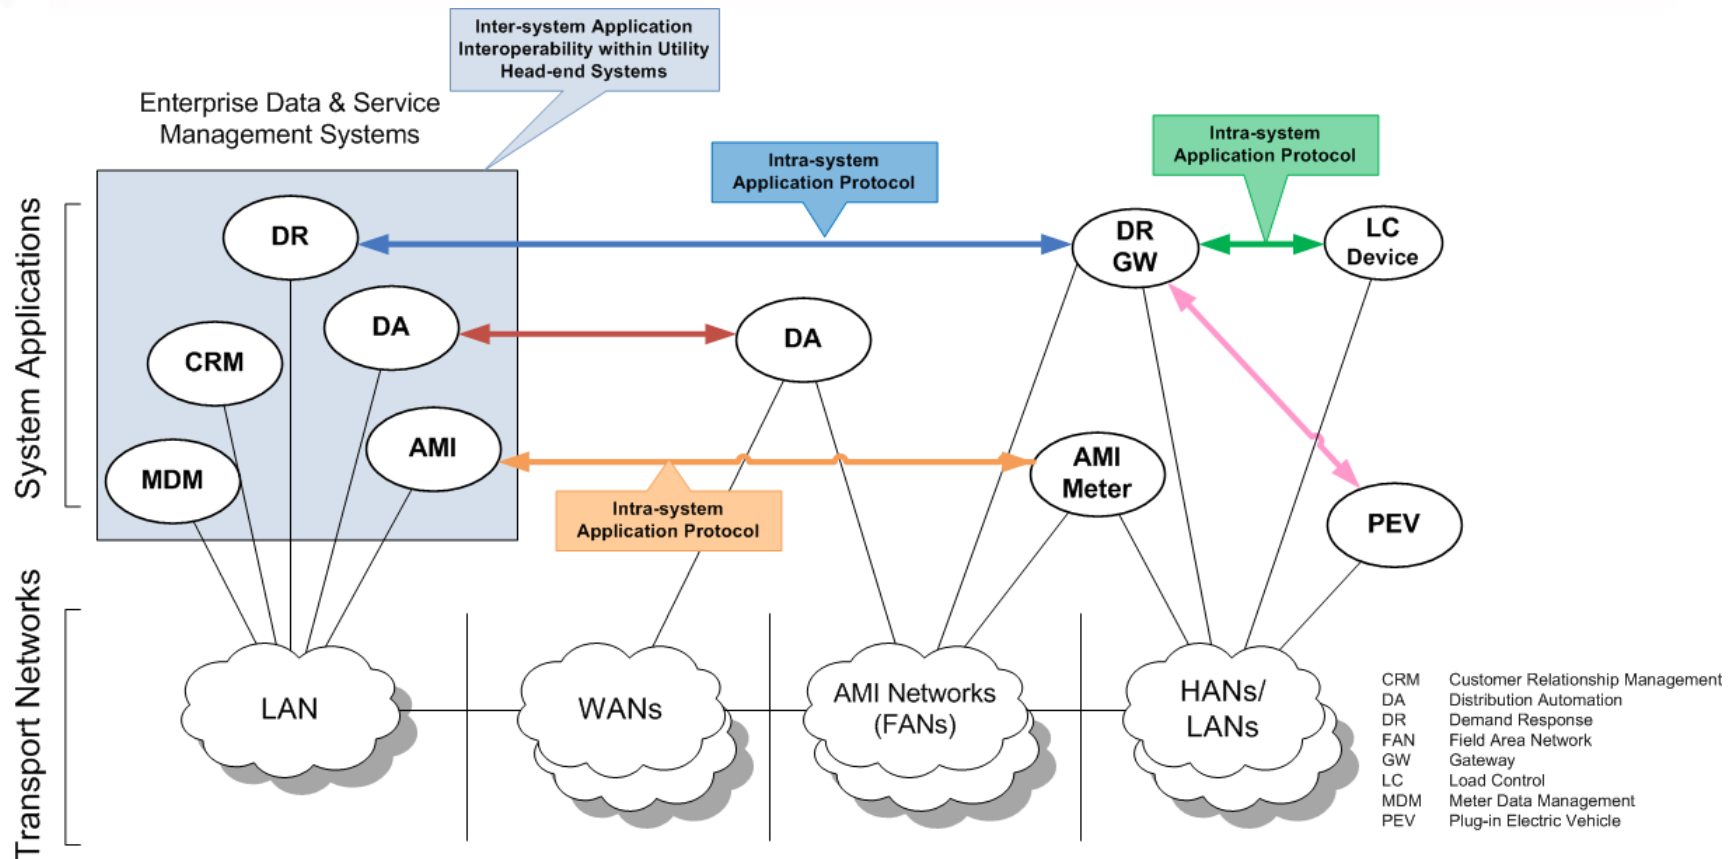 Inter-system Application
Interoperability within Utility
Head-end Systems
Enterprise Data & Service
Management Systems
Intra-system
Application Protocol
Intra-system
Application Protocol
System Applications
DR
DR
GW
LC
Device
DA
DA
CRM
AMI
AMI
Meter
MDM
Intra-system
Application Protocol
PEV
Transport Networks
LAN
WANs
AMI Networks
(FANs)
HANs/
LANs
CRM Customer Relationship Management
DA Distribution Automation
DR Demand Response
FAN Field Area Network
GW Gateway
LC Load Control
MDM Meter Data Management
PEV Plug-in Electric Vehicle